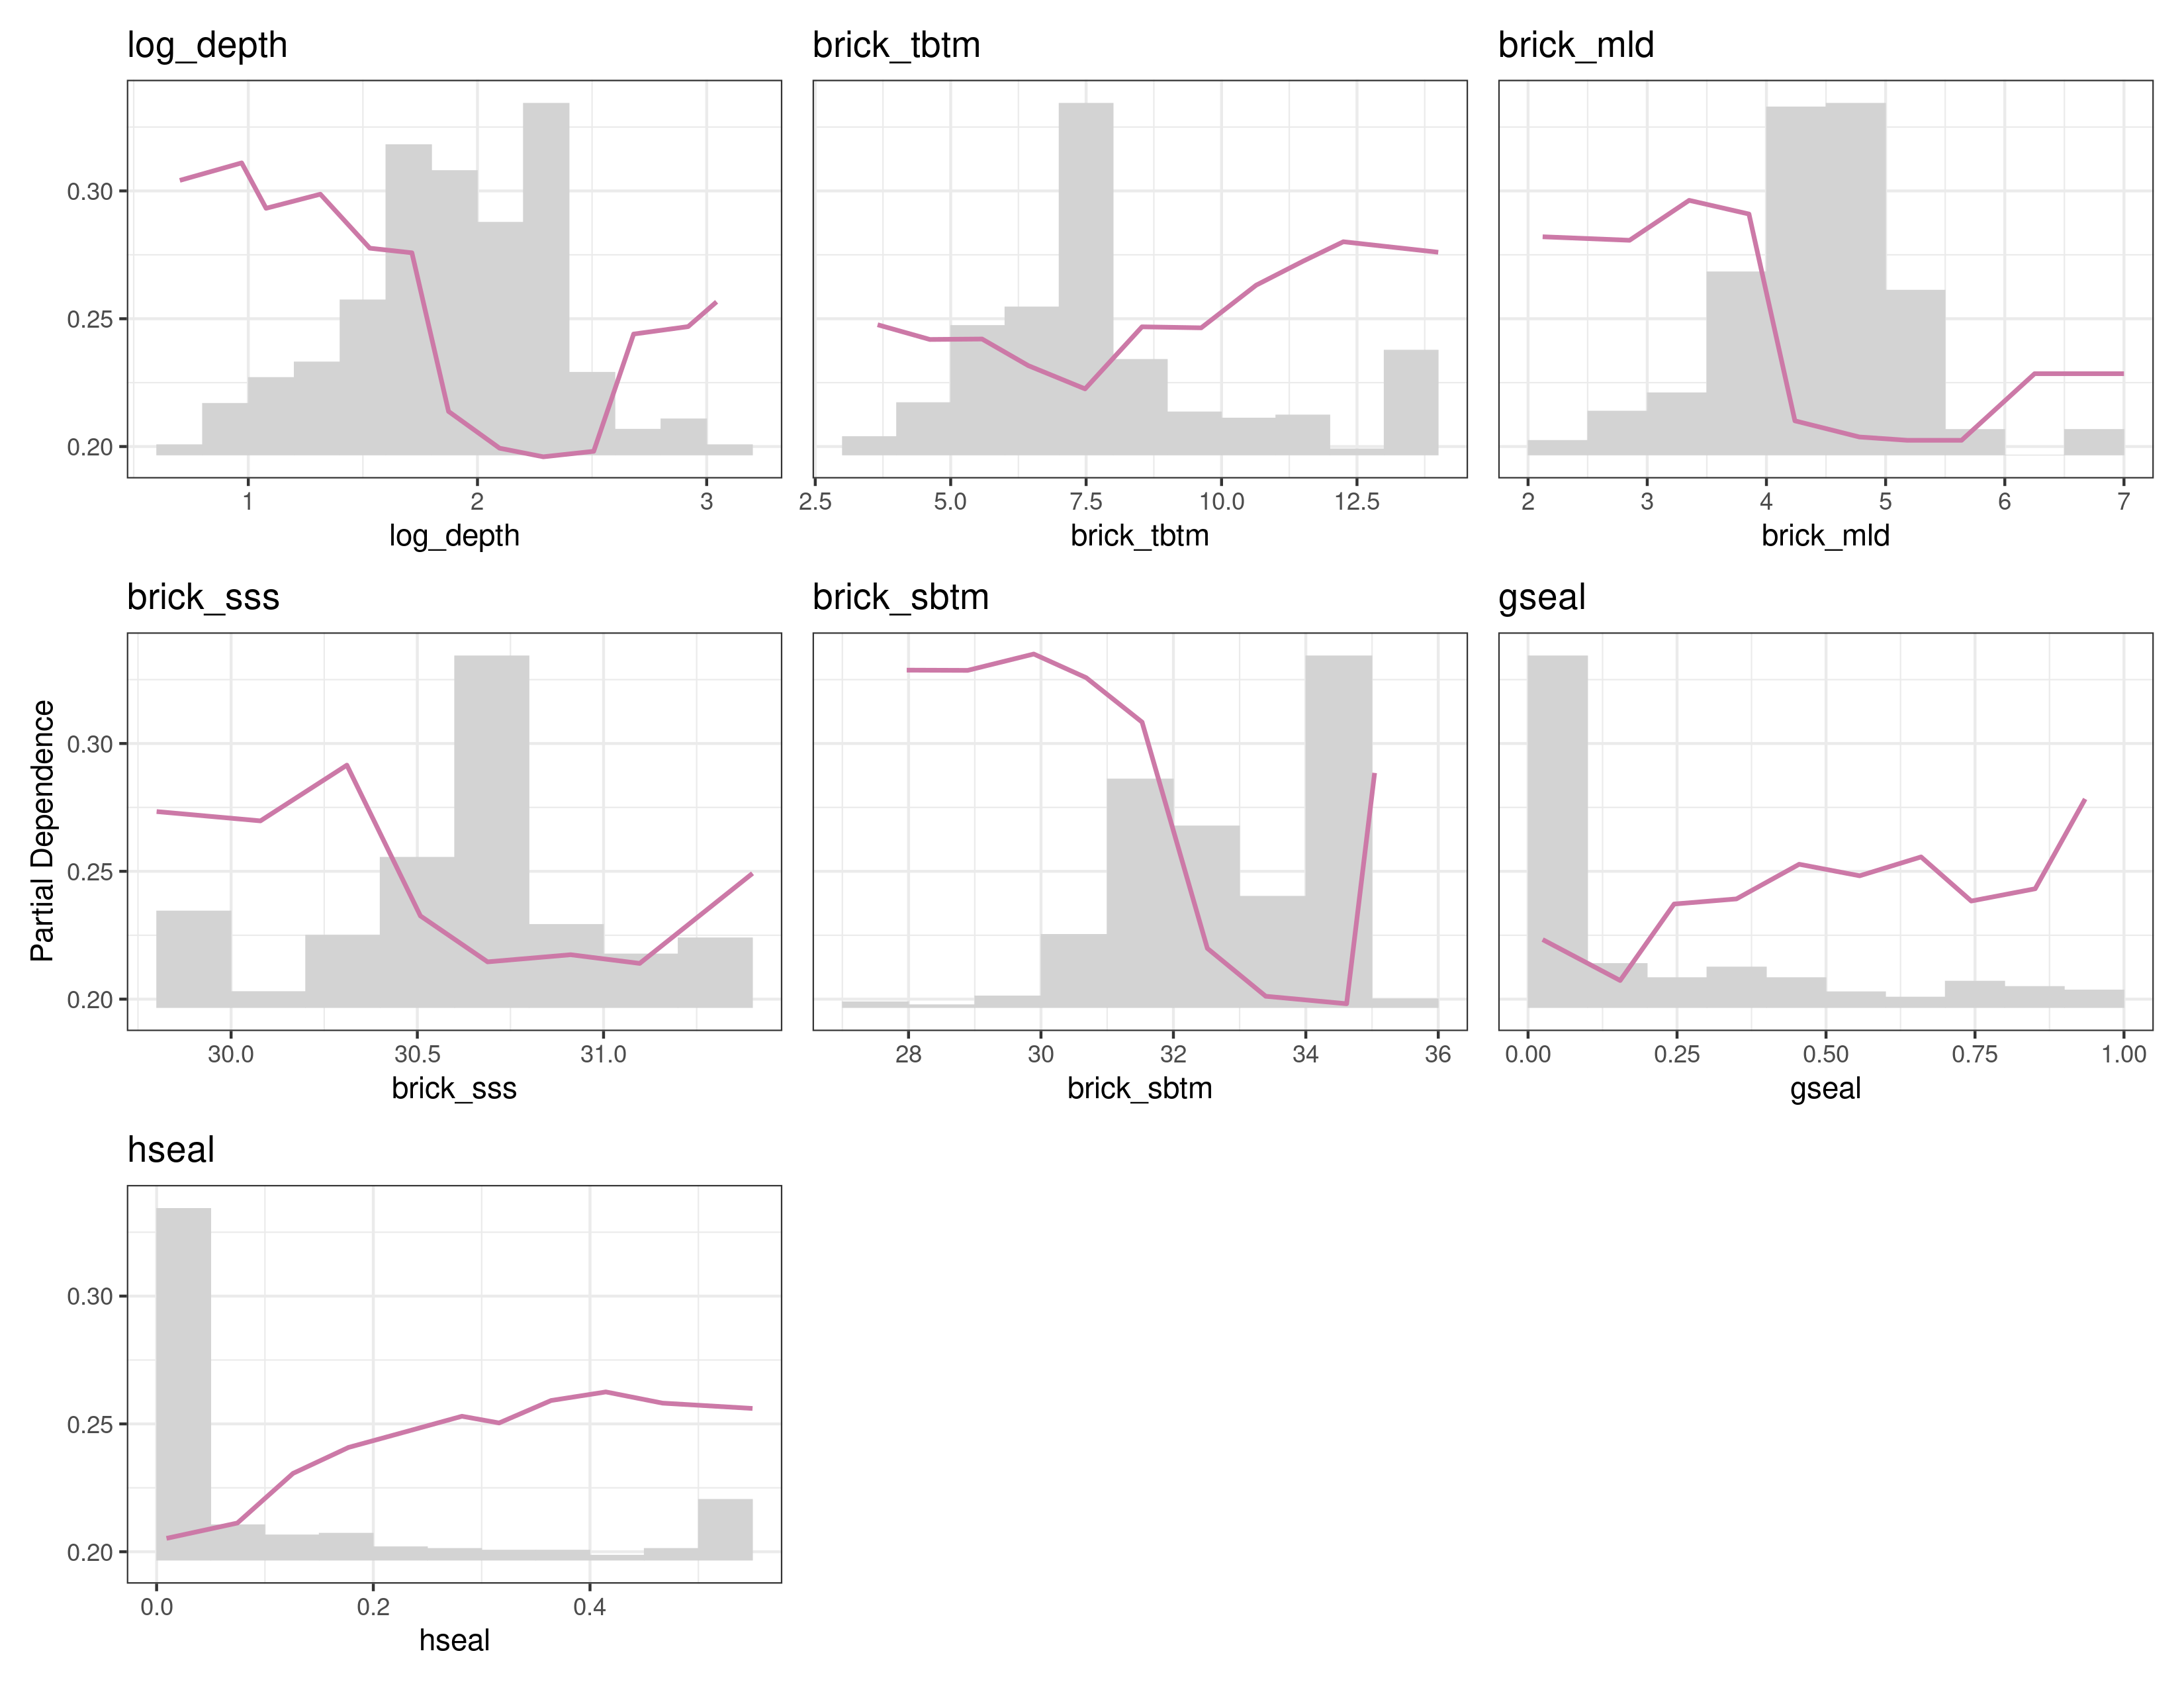 log_depth
brick_tbtm
brick_mld
0.30
0.25
0.20
1 2 3
2.5 5.0 7.5 10.0 12.5
2 3 4 5 6 7
log_depth
brick_tbtm
brick_mld
brick_sss
brick_sbtm
gseal
Partial Dependence
0.30
0.25
0.20
30.0 30.5 31.0
28 30 32 34 36
0.00 0.25 0.50 0.75 1.00
brick_sss
brick_sbtm
gseal
hseal
0.30
0.25
0.20
0.0 0.2 0.4
hseal